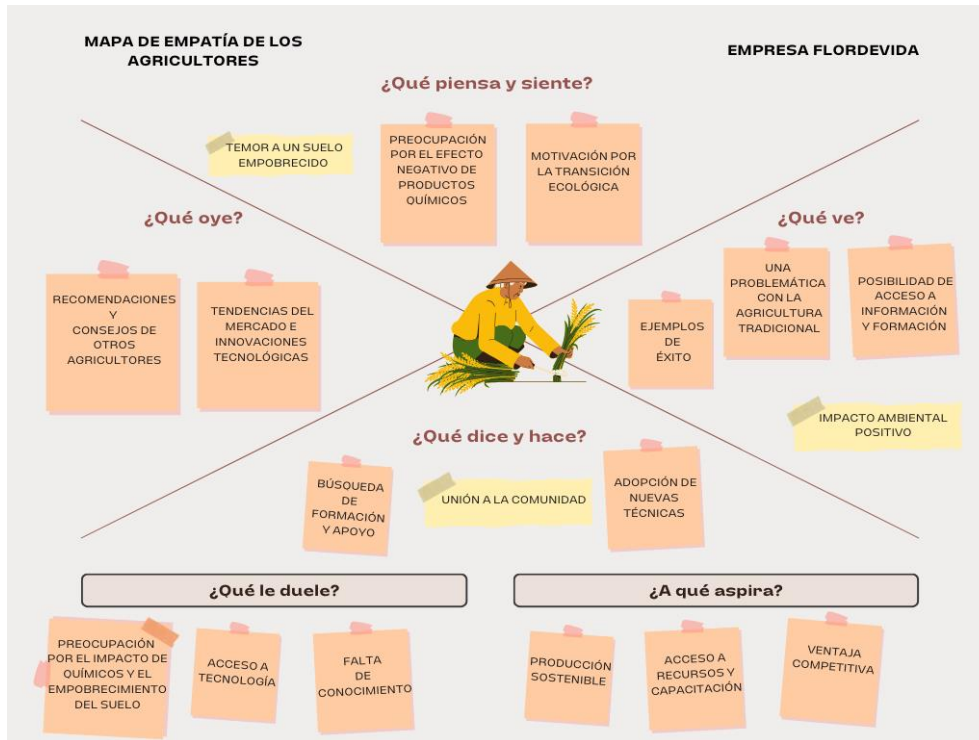 MAPA DE EMPATÍA DE LOS
AGRICULTORES
EMPRESA FLORDEVIDA
¿Qué piensa y siente?
TEMOR A UN SUELO
EMPOBRECIDO
PREOCUPACIÓN
POR EL EFECTO
NEGATIVO DE
PRODUCTOS
QUÍMICOS
MOTIVACIÓN POR
LA TRANSICIÓN
ECOLÓGICA
¿Qué oye?
RECOMENDACIONES
Y
CONSEJOS DE
OTROS
AGRICULTORES
TENDENCIAS DEL
MERCADO E
INNOVACIONES
TECNOLÓGICAS
¿Qué ve?
EJEMPLOS
DE
ÉXITO
UNA
PROBLEMÁTICA
CON LA
AGRICULTURA
TRADICIONAL
POSIBILIDAD DE
ACCESO A
INFORMACIÓN
Y FORMACIÓN
IMPACTO AMBIENTAL
POSITIVO
¿Qué dice y hace?
BÚSQUEDA
DE
FORMACIÓN
Y APOYO
UNIÓN A LA COMUNIDAD
ADOPCIÓN DE
NUEVAS
TÉCNICAS
¿Qué le duele?
PREOCUPACIÓN
POR EL IMPACTO DE
QUÍMICOS Y EL
EMPOBRECIMIENTO
DEL SUELO
ACCESO A
TECNOLOGÍA
FALTA
DE
CONOCIMIENTO
¿A qué aspira?
PRODUCCIÓN
SOSTENIBLE
ACCESO A
RECURSOS Y
CAPACITACIÓN
VENTAJA
COMPETITIVA